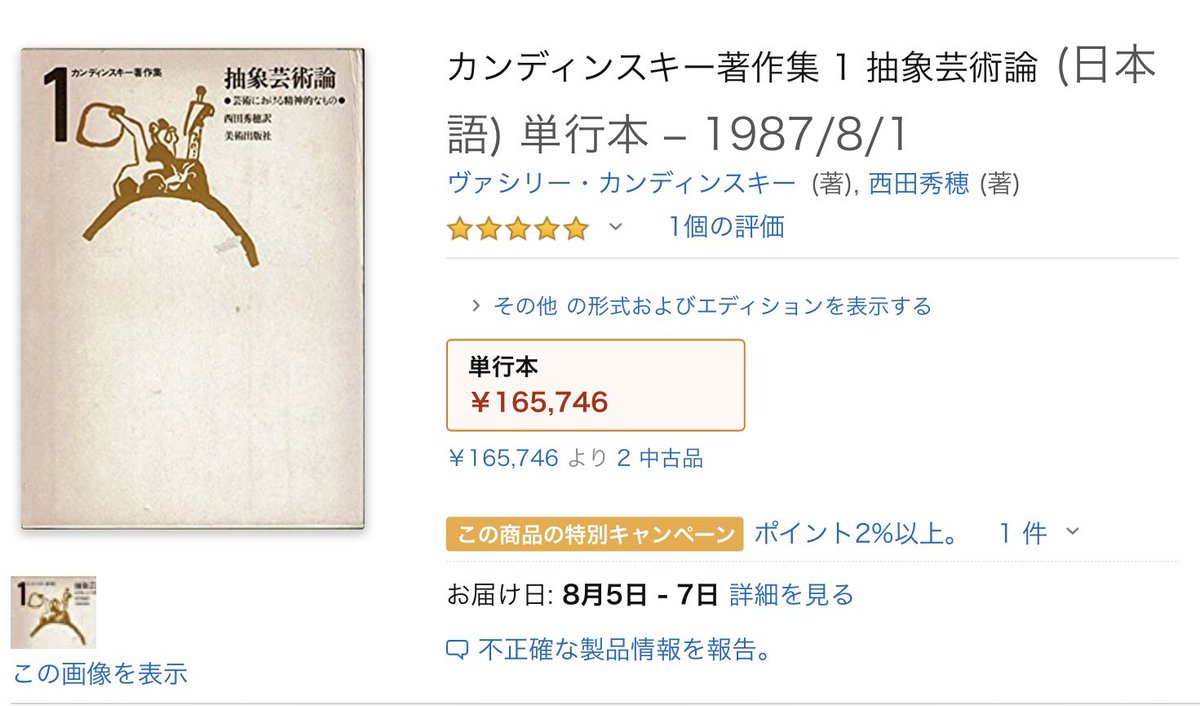 1
カンディンスキー著作集
抽象芸術論
●芸術における精神的なもの●
西田秀穂訳
美術出版社
カンディンスキー著作集 1 抽象芸術論 (日本
語) 単行本 – 1987/8/1
ヴァシリー・カンディンスキー (著), 西田秀穂 (著)
1個の評価
その他 の形式およびエディションを表示する
単行本
￥165,746
￥165,746 より 2 中古品
この商品の特別キャンペーン ポイント2%以上。 1 件
お届け日: 8月5日 - 7日 詳細を見る
不正確な製品情報を報告。
1
この画像を表示